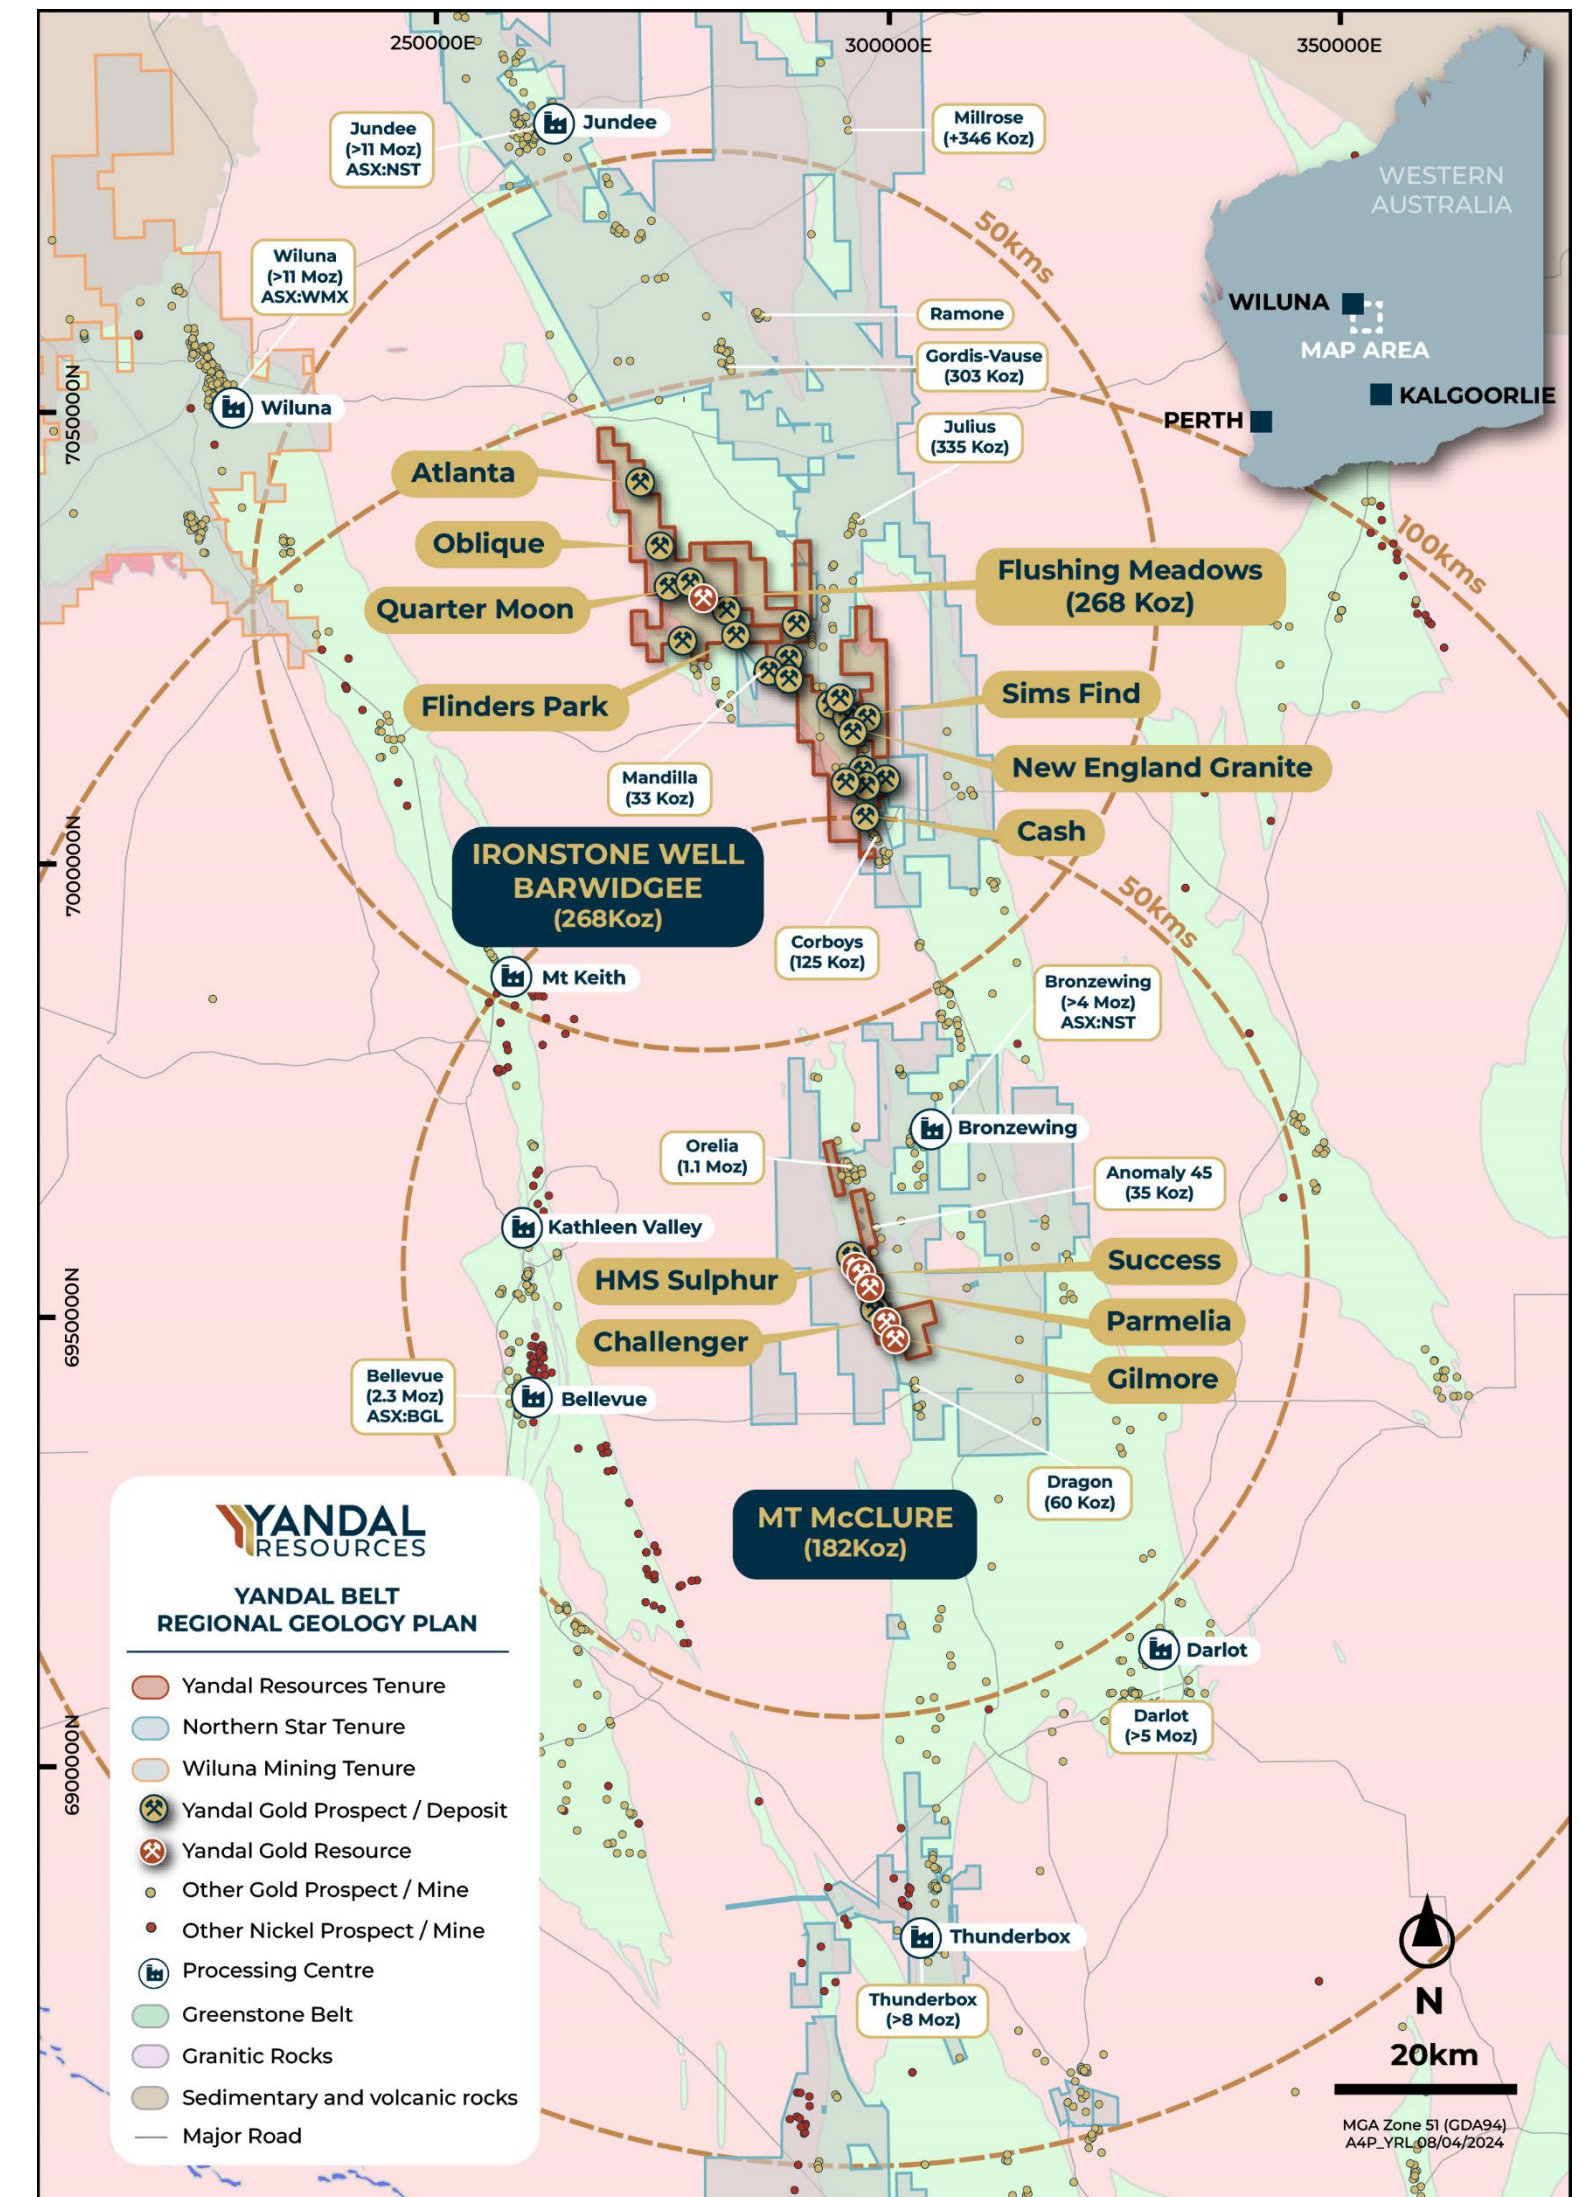 250000E
300000E
350000E
Jundee
(>11 Moz)
ASX:NST
Jundee
Millrose
(+346 Koz)
WESTERN
AUSTRALIA
50kms
Wiluna
(>11 Moz)
ASX:WMX
WILUNA
MAP AREA
KALGOORLIE
PERTH
Ramone
Gordis-Vause
(303 Koz)
7050000N
Wiluna
Julius
(335 Koz)
Atlanta
100kms
Oblique
Flushing Meadows
(268 Koz)
Quarter Moon
Flinders Park
Sims Find
Mandilla
(33 Koz)
New England Granite
Cash
7000000N
IRONSTONE WELL
BARWIDGEE
(268Koz)
50kms
Corboys
(125 Koz)
Mt Keith
Bronzewing
(>4 Moz)
ASX:NST
Bronzewing
Orelia
(1.1 Moz)
Anomaly 45
(35 Koz)
Kathleen Valley
HMS Sulphur
Success
6950000N
Parmelia
Challenger
Gilmore
Bellevue
(2.3 Moz)
ASX:BGL
Bellevue
Dragon
(60 Koz)
MT McCLURE
(182Koz)
YANDAL
RESOURCES
YANDAL BELT
REGIONAL GEOLOGY PLAN
Yandal Resources Tenure
Northern Star Tenure
Wiluna Mining Tenure
Yandal Gold Prospect / Deposit
Yandal Gold Resource
Other Gold Prospect / Mine
Other Nickel Prospect / Mine
Processing Centre
Greenstone Belt
Granitic Rocks
Sedimentary and volcanic rocks
Major Road
Darlot
Darlot
(>5 Moz)
6900000N
Thunderbox
Thunderbox
(>8 Moz)
N
20km
MGA Zone 51 (GDA94)
A4P_YRL 08/04/2024